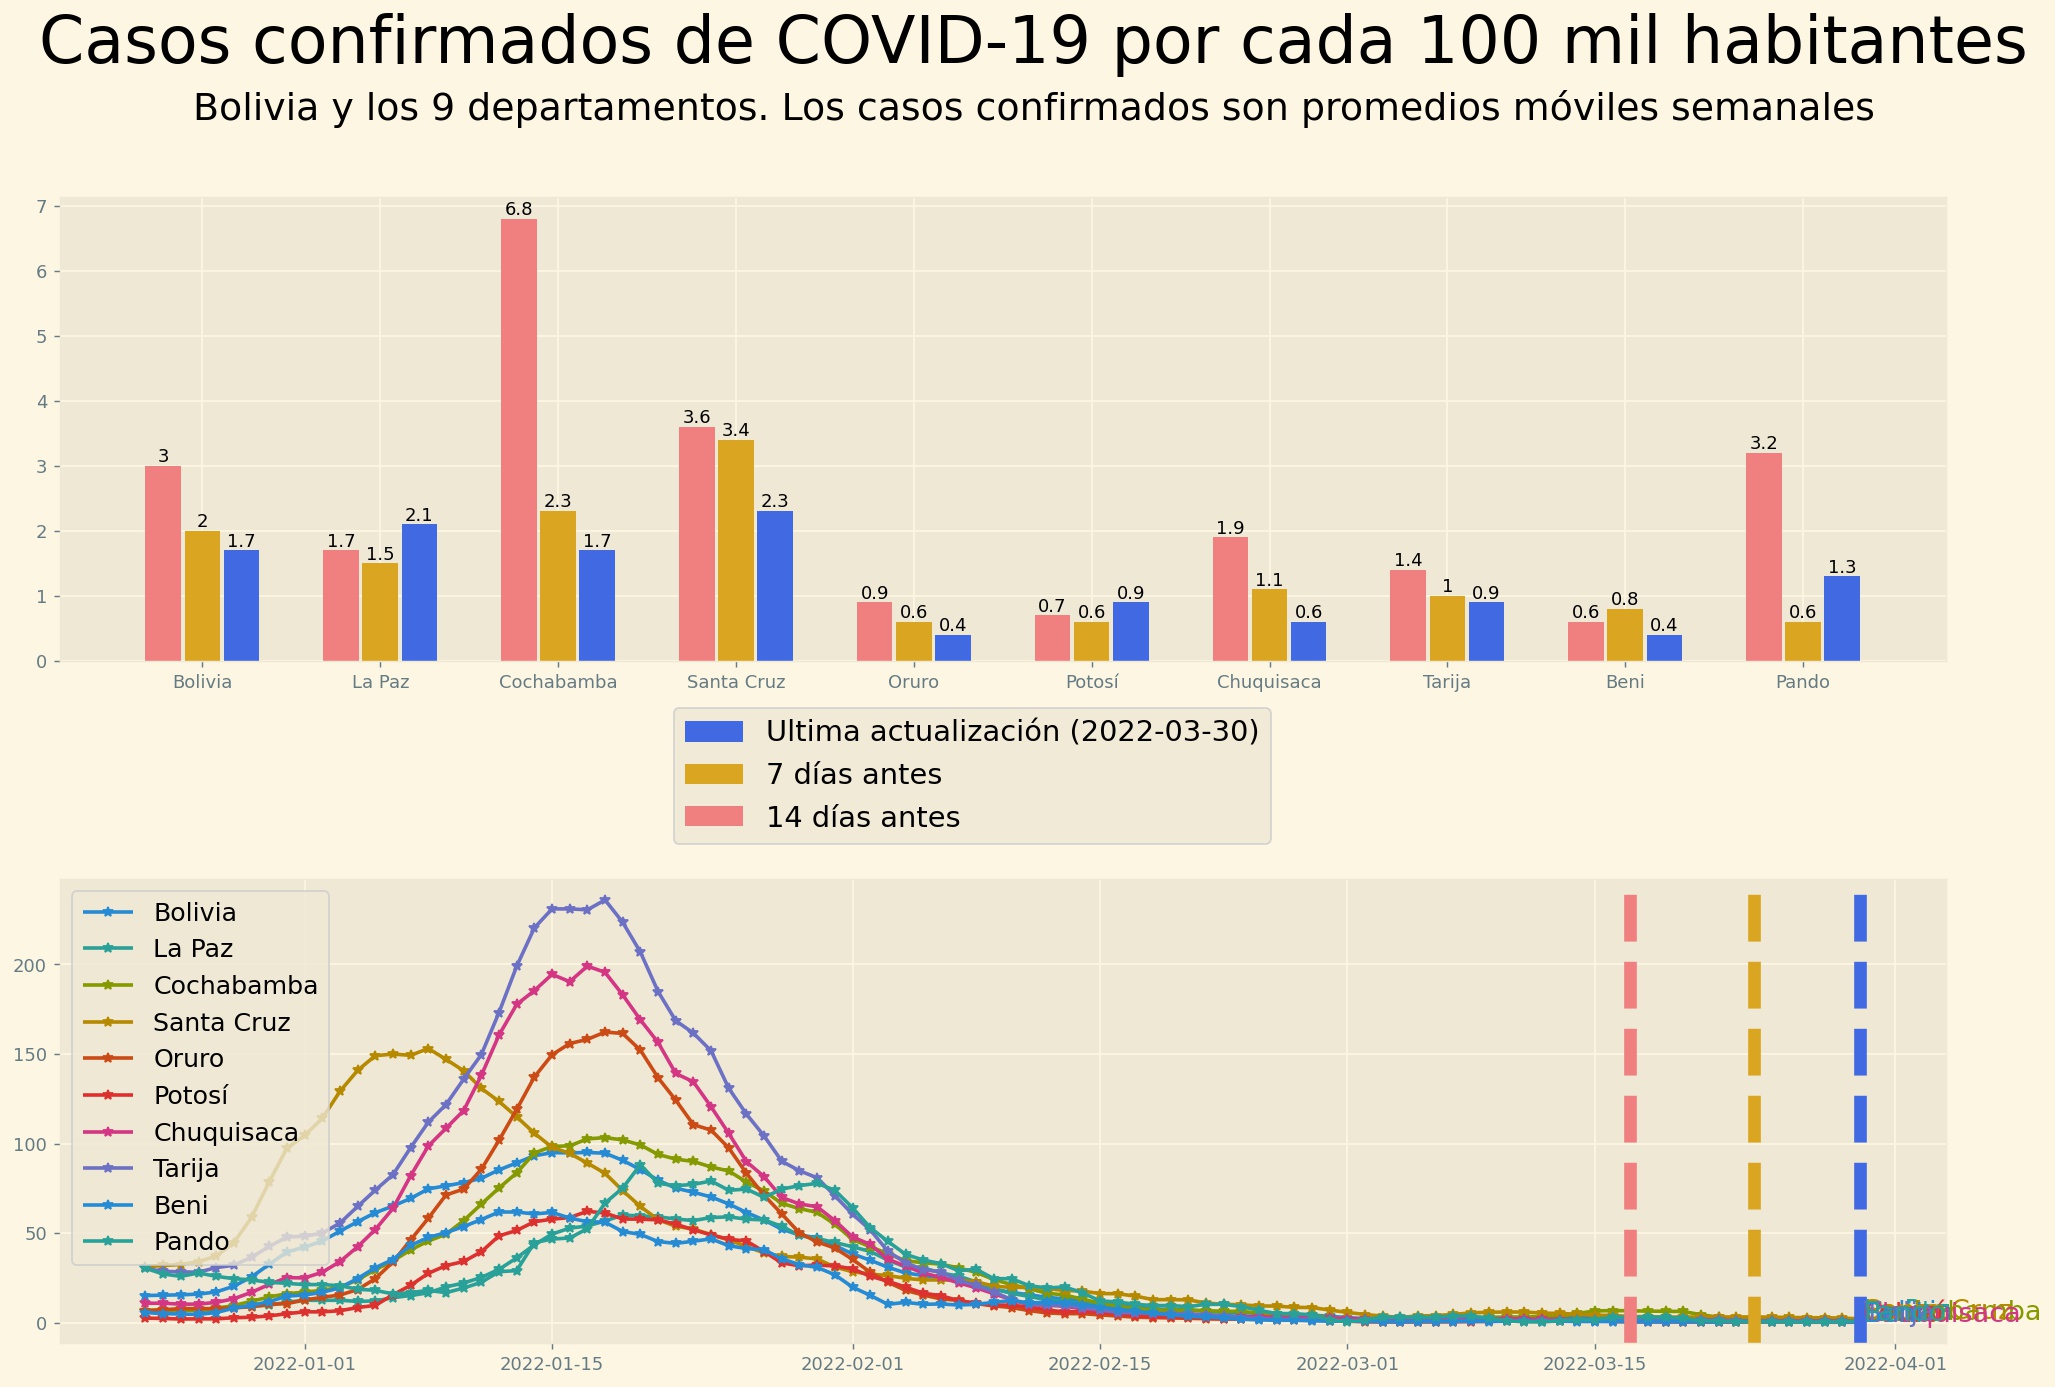 Casos confirmados de COVID-19 por cada 100 mil habitantes
Bolivia y los 9 departamentos. Los casos confirmados son promedios móviles semanales
7
6
5
4
3
2
1
0
3 2 1.7
1.7 1.5 2.1
6.8 2.3 1.7
3.6 3.4 2.3
0.9 0.6 0.4
0.7 0.6 0.9
1.9 1.1 0.6
1.4 1 0.9
0.6 0.8 0.4
3.2 0.6 1.3
Bolivia La Paz Cochabamba Santa Cruz Oruro Potosí Chuquisaca Tarija Beni Pando
Ultima actualización (2022-03-30)
7 días antes
14 días antes
Bolivia
La Paz
Cochabamba
Santa Cruz
Oruro
Potosí
Chuquisaca
Tarija
Beni
Pando
200
150
100
50
0
2022-01-01 2022-01-15 2022-02-01 2022-02-15 2022-03-01 2022-03-15 2022-04-01